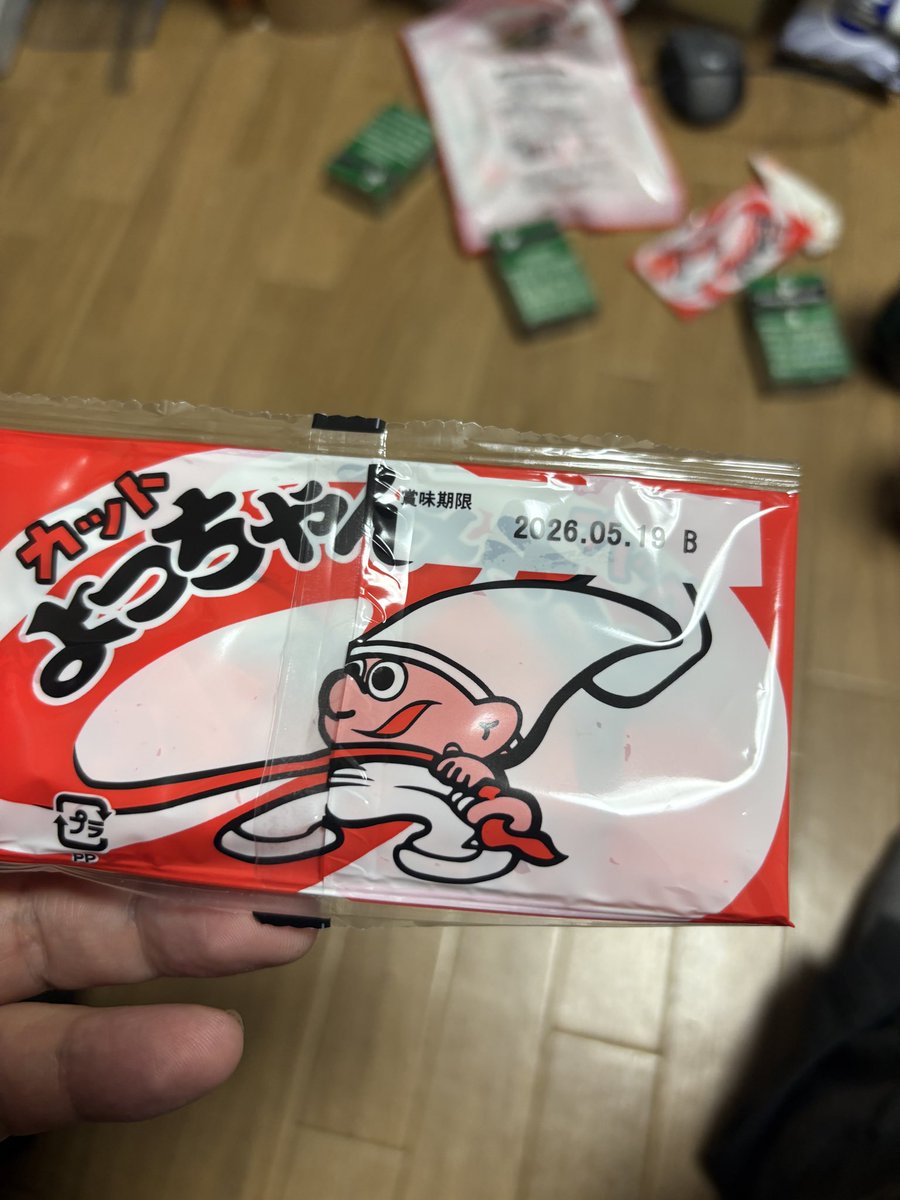 カット
よっちゃん
賞味期限
2026.05.19 B
プラ
PP